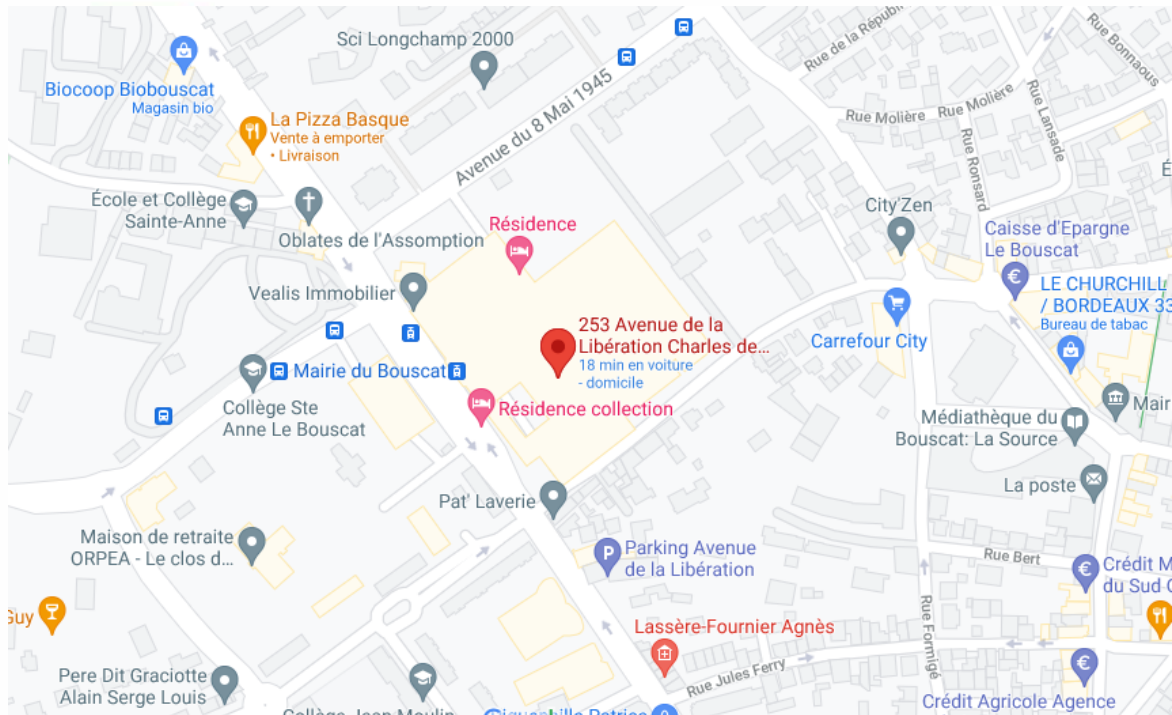 Sci Longchamp 2000
Rue de la Républi
Rue Bonnaous
Biocoop Biobouscat
Magasin bio
La Pizza Basque
Vente à emporter
• Livraison
Avenue du 8 Mai 1945
Rue Molière
Rue Molière
Rue Lansade
Rue Ronsard
École et Collège
Sainte-Anne
Oblates de l'Assomption
Résidence
City'Zen
Caisse d'Epargne
Le Bouscat
Vealis Immobilier
LE CHURCHILL
/ BORDEAUX 33
Bureau de tabac
253 Avenue de la
Libération Charles de...
18 min en voiture
- domicile
Carrefour City
Mairie du Bouscat
Collège Ste
Anne Le Bouscat
Résidence collection
Mair
Médiathèque du
Bouscat: La Source
La poste
Pat' Laverie
Maison de retraite
ORPEA - Le clos d...
Parking Avenue
de la Libération
P
Rue Bert
Crédit M
du Sud O
Guy
Lassère-Fournier Agnès
Rue Formigé
Rue Jules Ferry
Pere Dit Graciotte
Alain Serge Louis
Crédit Agricole Agence
Collège Jean Moulin